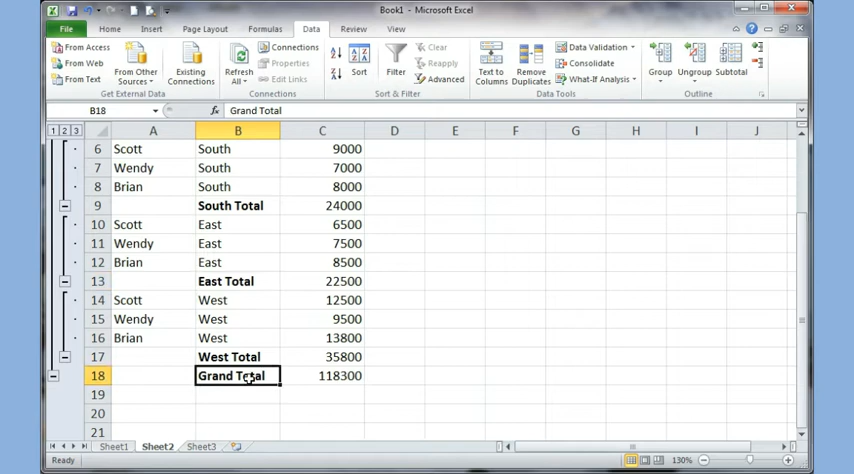 Book1 - Microsoft Excel
File Home Insert Page Layout Formulas Data Review View
From Access
From Web
From Text
From Other
Sources
Existing
Connections
Get External Data
Refresh
All
Connections
Properties
Edit Links
Connections
Sort
Filter
Clear
Reapply
Advanced
Sort & Filter
Text to
Columns
Remove
Duplicates
Data Validation
Consolidate
What-If Analysis
Data Tools
Group
Ungroup
Subtotal
Outline
B18 fx Grand Total
1 2 3 A B C D E F G H I J
6 Scott South 9000
7 Wendy South 7000
8 Brian South 8000
9 South Total 24000
10 Scott East 6500
11 Wendy East 7500
12 Brian East 8500
13 East Total 22500
14 Scott West 12500
15 Wendy West 9500
16 Brian West 13800
17 West Total 35800
18 Grand Total 118300
19
20
21
Sheet1 Sheet2 Sheet3
Ready 130%